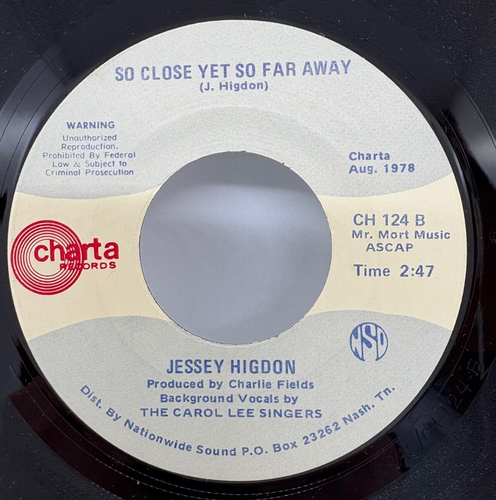 SO CLOSE YET SO FAR AWAY
(J. Higdon)
WARNING
Unauthorized
Reproduction.
Prohibited By Federal
Law & Subject to
Criminal Prosecution
Charta
Aug. 1978
CH 124 B
Mr. Mort Music
ASCAP
Time 2:47
charta
RECORDS
NSD
JESSEY HIGDON
Produced by Charlie Fields
Background Vocals by
THE CAROL LEE SINGERS
Dist. By Nationwide Sound P.O. Box 23262 Nash. Tn.